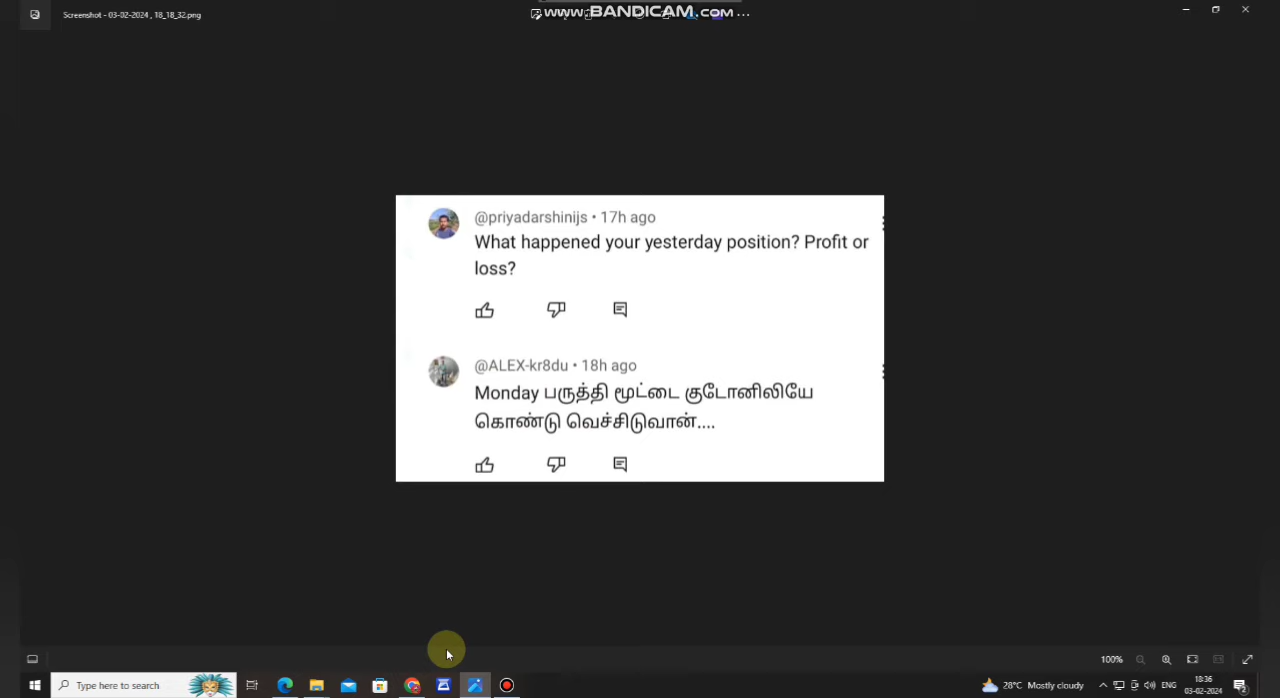 Screenshot - 03-02-2024 , 18_18_32.png
www.BANDICAM.com
@priyadarshinijs • 17h ago
What happened your yesterday position? Profit or
loss?
@ALEX-kr8du • 18h ago
Monday பருத்தி மூட்டை குடோனிலியே
கொண்டு வெச்சிடுவான்....
100%
Type here to search
28°C Mostly cloudy
ENG
18:36
03-02-2024